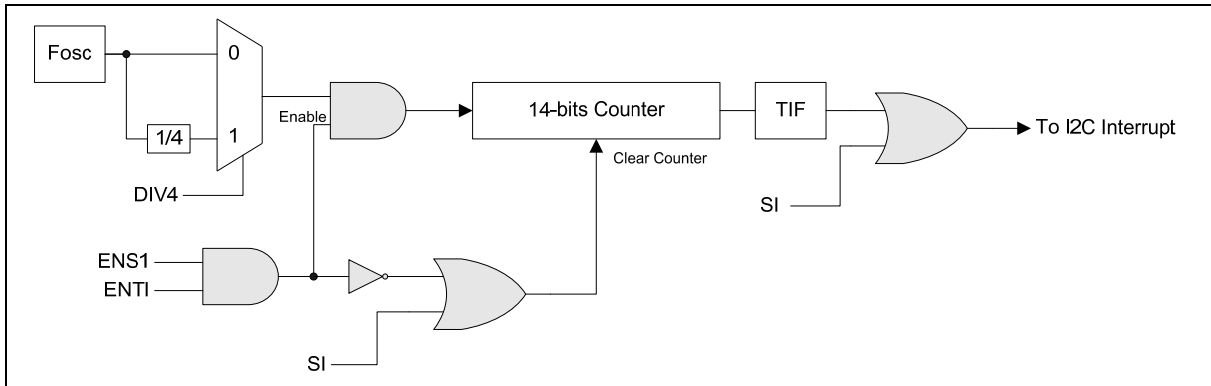 Fosc
0
1/4
1
DIV4
Enable
14-bits Counter
TIF
To I2C Interrupt
Clear Counter
SI
ENS1
ENTI
SI